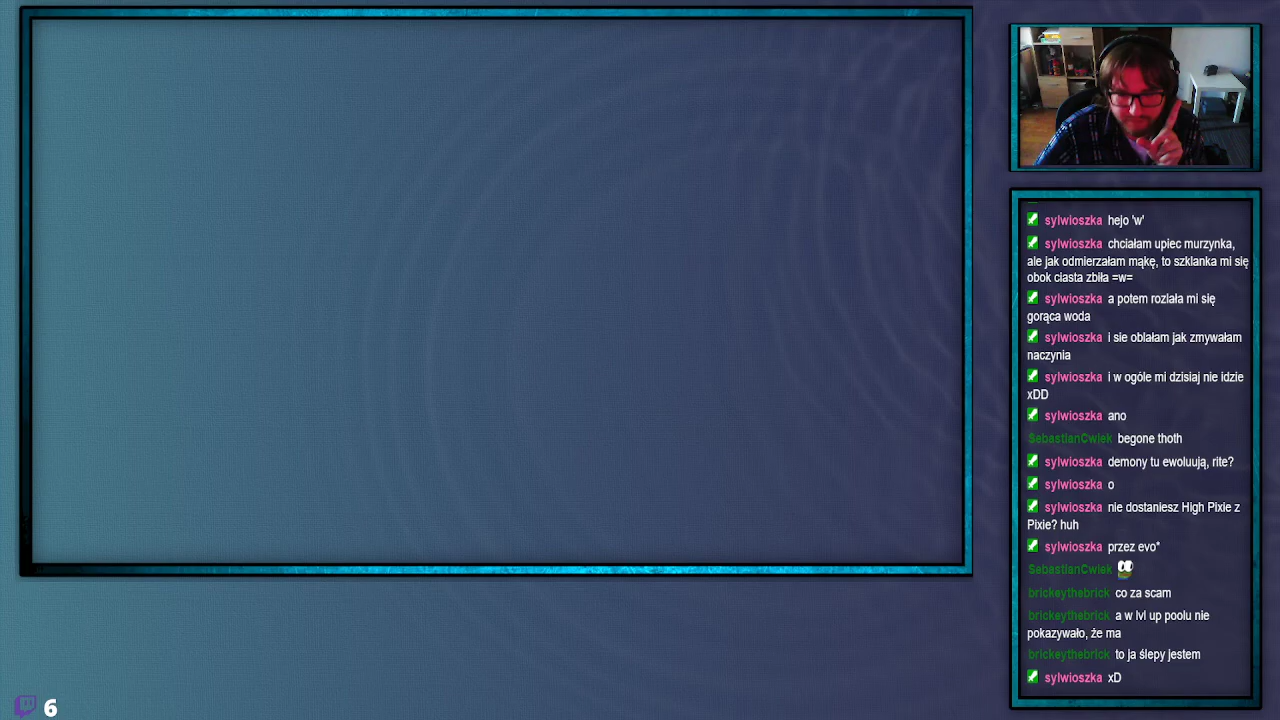 sylwioszka hejo 'w'
sylwioszka chciałam upiec murzynka,
ale jak odmierzałam mąkę, to szklanka mi się
obok ciasta zbiła =w=
sylwioszka a potem rozlała mi się
gorąca woda
sylwioszka i sie oblałam jak zmywałam
naczynia
sylwioszka i w ogóle mi dzisiaj nie idzie
xDD
sylwioszka ano
SebastianCwiek begone thoth
sylwioszka demony tu ewoluują, rite?
sylwioszka o
sylwioszka nie dostaniesz High Pixie z
Pixie? huh
sylwioszka przez evo*
SebastianCwiek
brickeythebrick co za scam
brickeythebrick a w lvl up poolu nie
pokazywało, że ma
brickeythebrick to ja ślepy jestem
sylwioszka xD
6